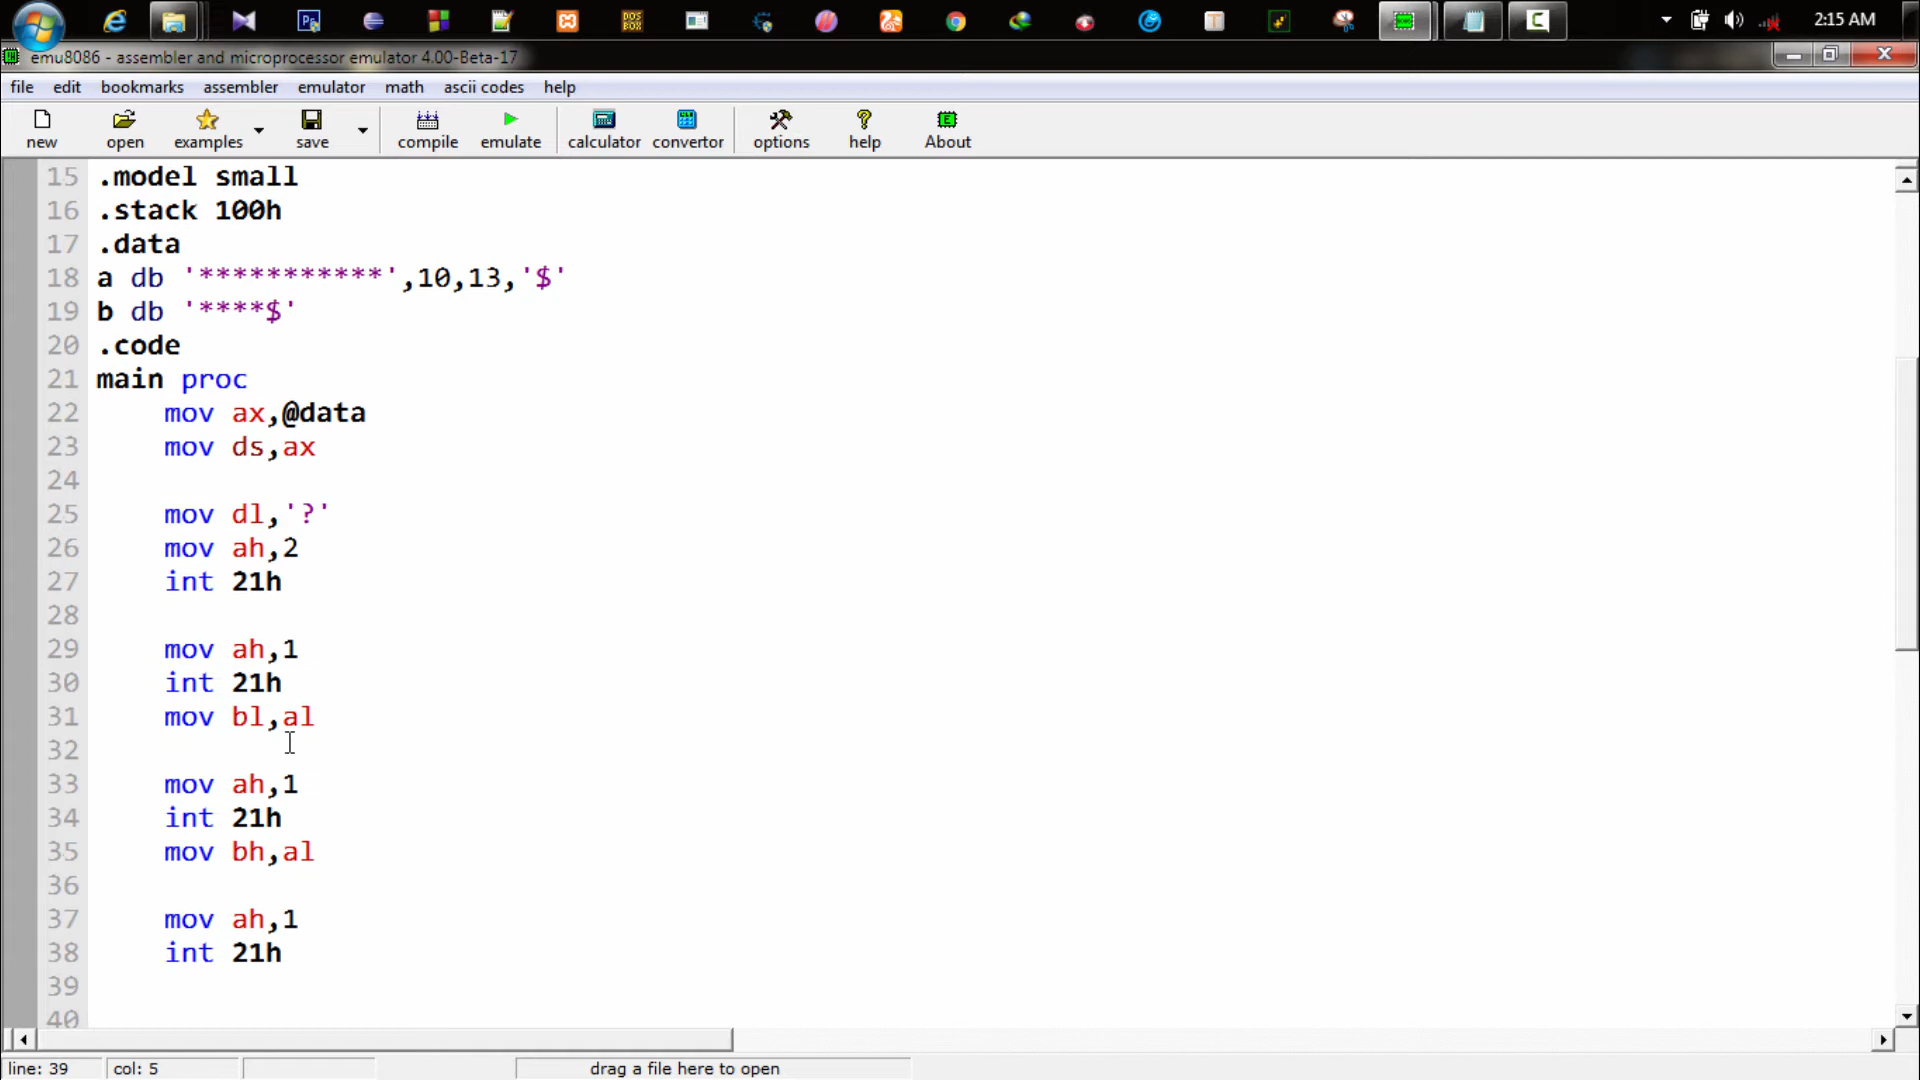 2:15 AM
emu8086 - assembler and microprocessor emulator 4.00-Beta-17
file edit bookmarks assembler emulator math ascii codes help
new open examples save compile emulate calculator convertor options help About
15 .model small
16 .stack 100h
17 .data
18 a db '***********',10,13,'$'
19 b db '****$'
20 .code
21 main proc
22 mov ax,@data
23 mov ds,ax
24
25 mov dl,'?'
26 mov ah,2
27 int 21h
28
29 mov ah,1
30 int 21h
31 mov bl,al
32
33 mov ah,1
34 int 21h
35 mov bh,al
36
37 mov ah,1
38 int 21h
39
40
line: 39 col: 5 drag a file here to open